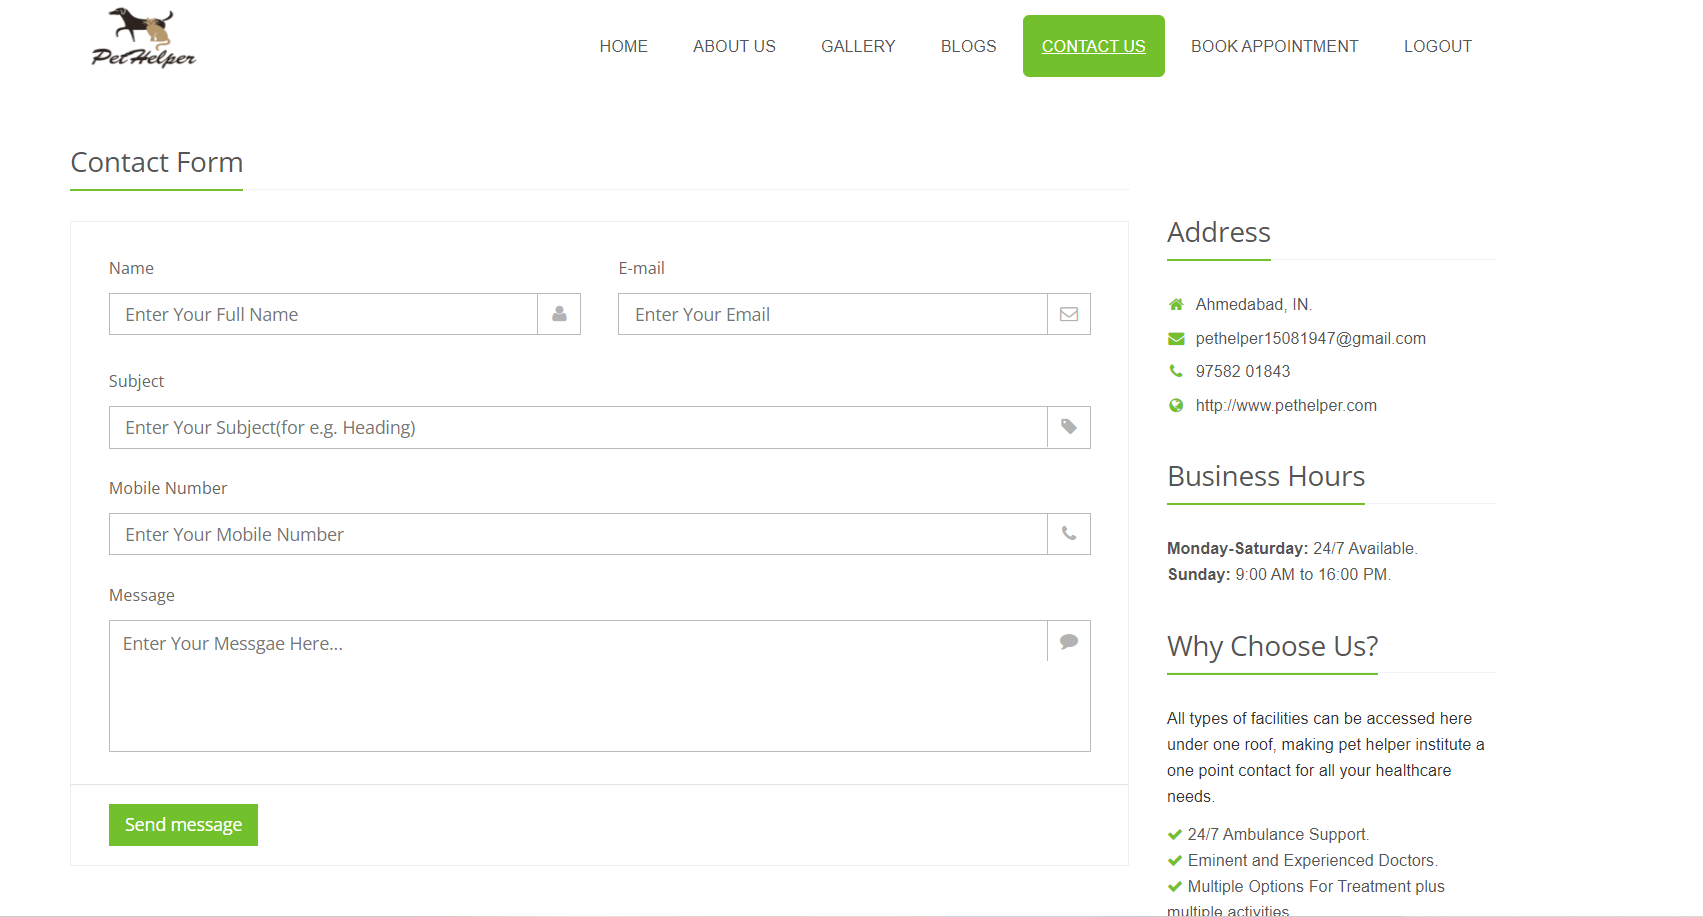 PetHelper
HOME ABOUT US GALLERY BLOGS CONTACT US BOOK APPOINTMENT LOGOUT
Contact Form
Name
Enter Your Full Name
E-mail
Enter Your Email
Subject
Enter Your Subject(for e.g. Heading)
Mobile Number
Enter Your Mobile Number
Message
Enter Your Messgae Here...
Send message
Address
Ahmedabad, IN.
pethelper15081947@gmail.com
97582 01843
http://www.pethelper.com
Business Hours
Monday-Saturday: 24/7 Available.
Sunday: 9:00 AM to 16:00 PM.
Why Choose Us?
All types of facilities can be accessed here
under one roof, making pet helper institute a
one point contact for all your healthcare
needs.
24/7 Ambulance Support.
Eminent and Experienced Doctors.
Multiple Options For Treatment plus
multiple activities